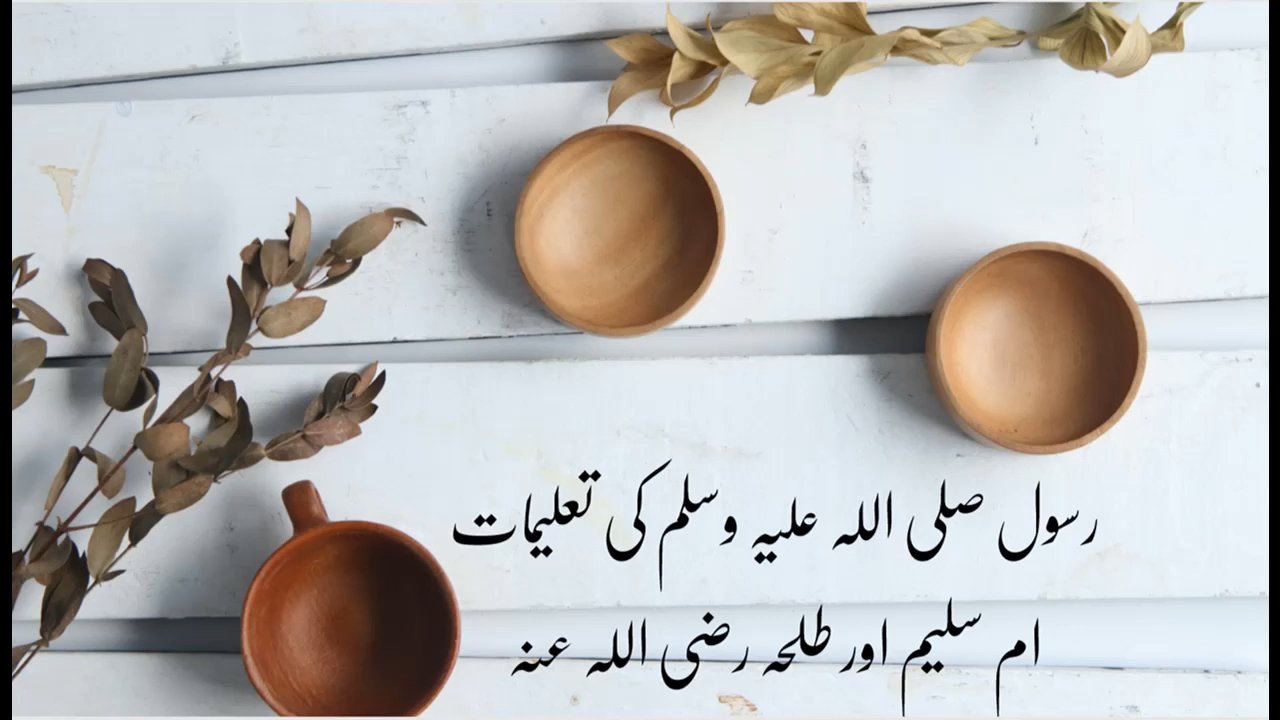 رسول صلی اللہ علیہ وسلم کی تعلیمات
ام سلیم اور طلحہ رضی اللہ عنہ